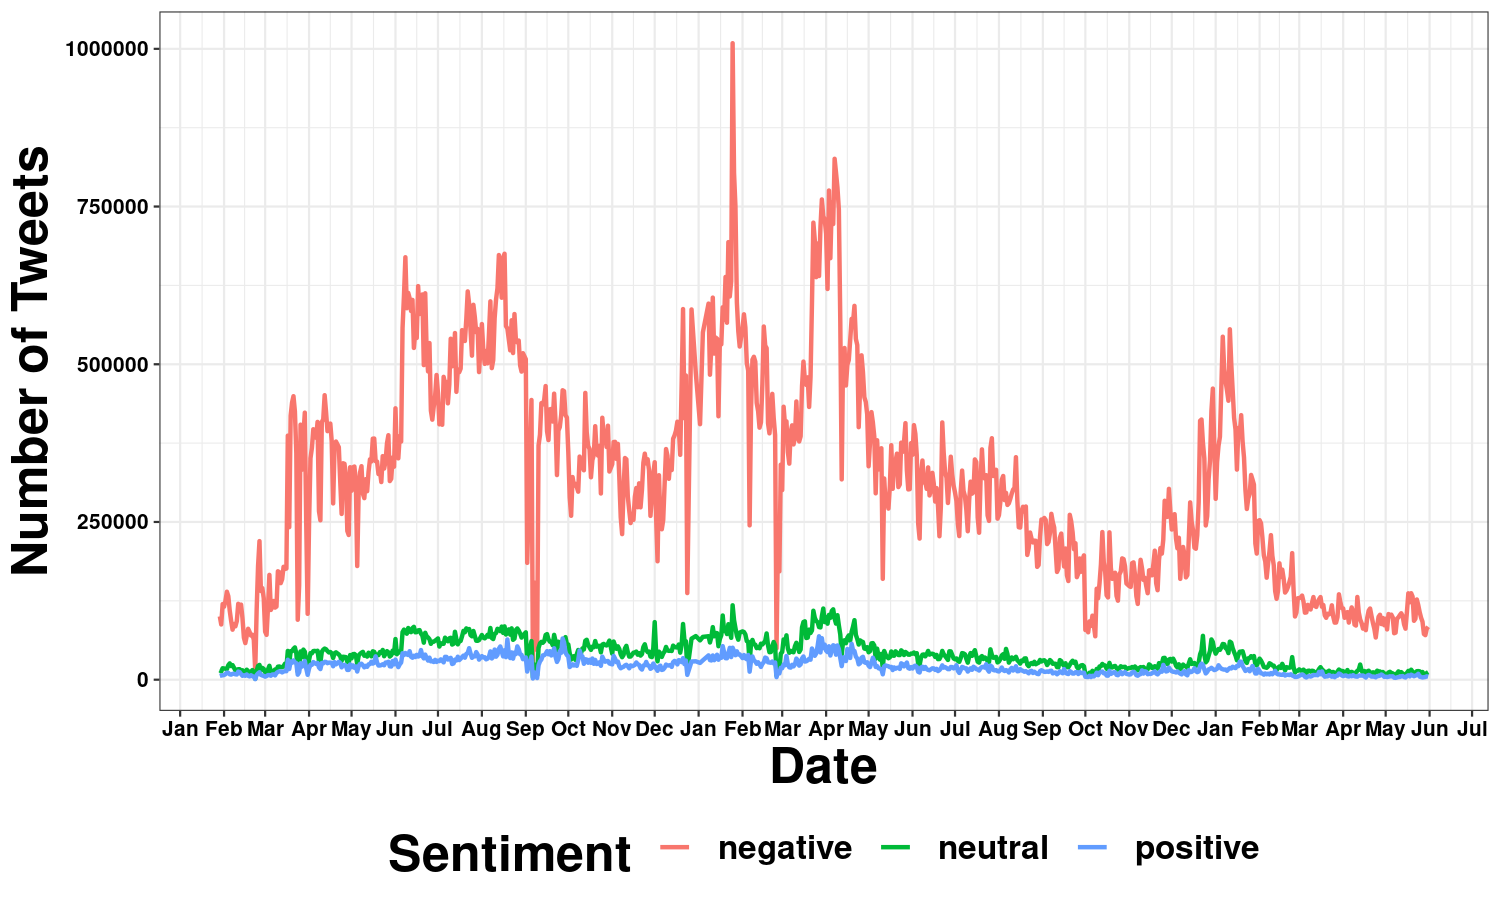 Number of Tweets
1000000
750000
500000
250000
0
Jan Feb Mar Apr May Jun Jul Aug Sep Oct Nov Dec Jan Feb Mar Apr May Jun Jul Aug Sep Oct Nov Dec Jan Feb Mar Apr May Jun Jul
Date
Sentiment negative neutral positive